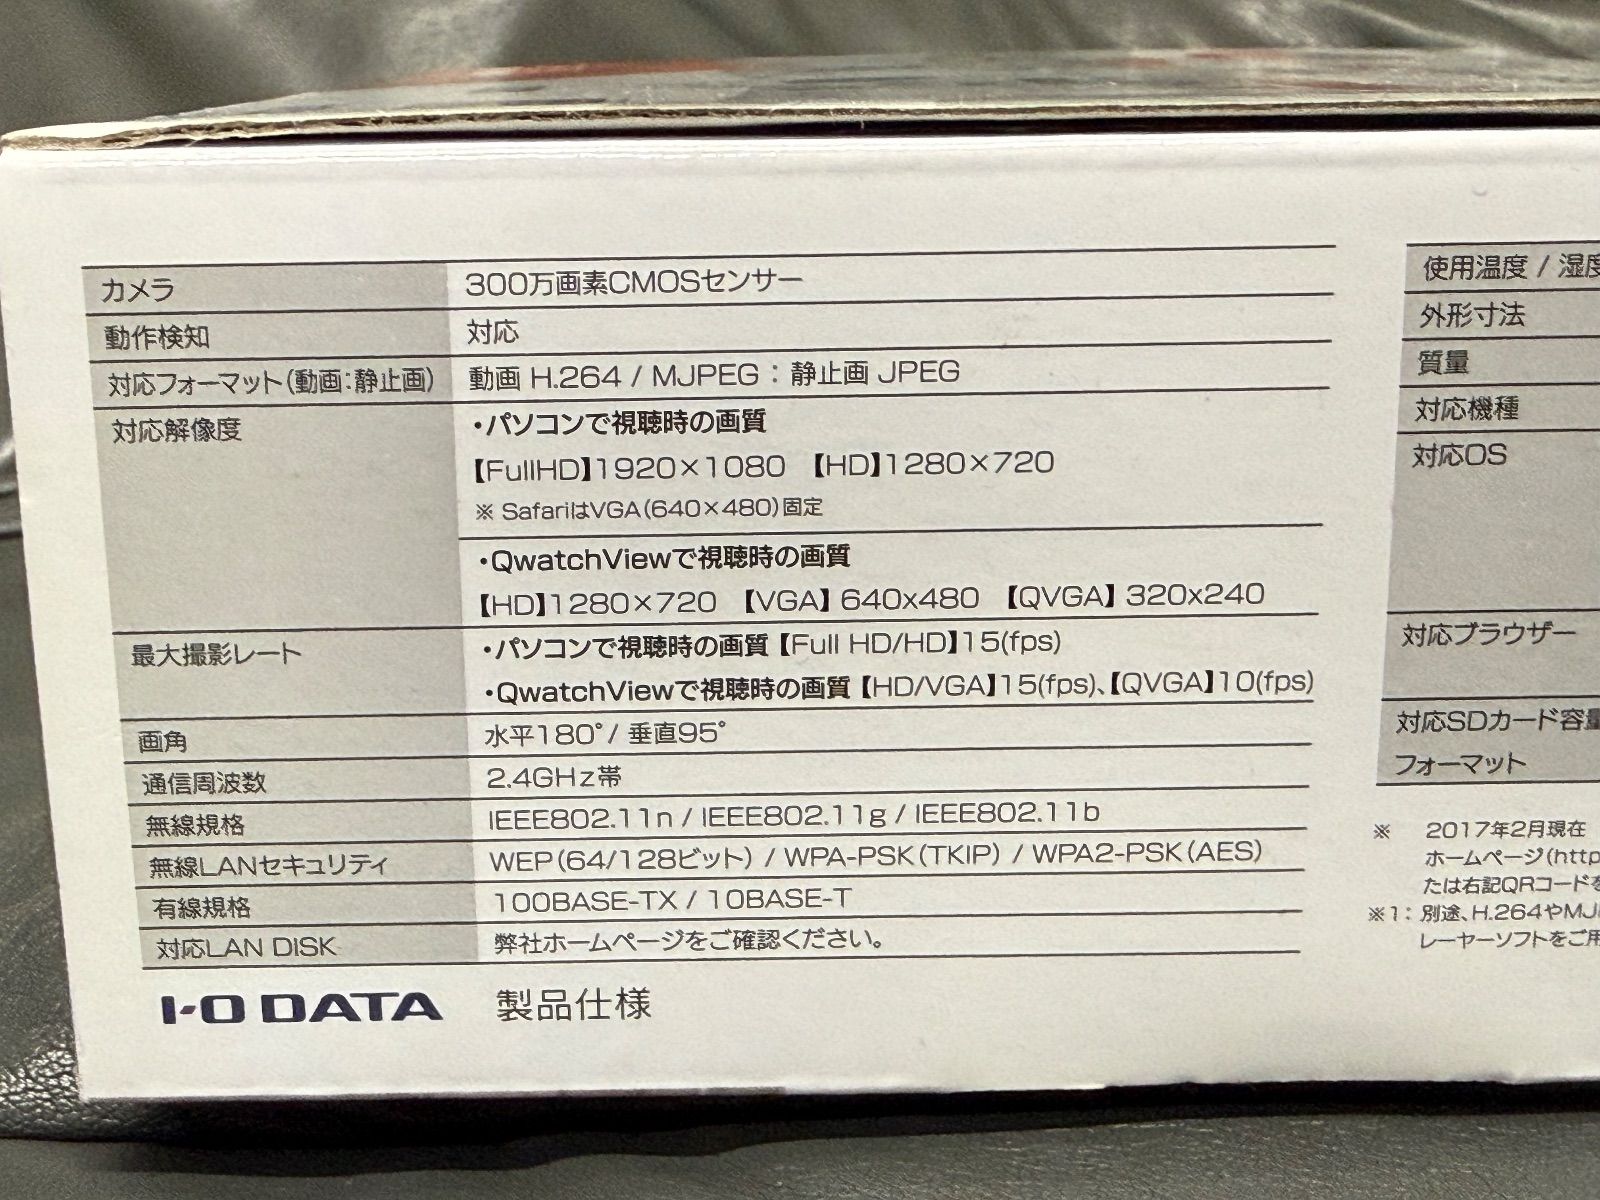 カメラ 300万画素CMOSセンサー
動作検知 対応
対応フォーマット(動画:静止画) 動画 H.264 / MJPEG : 静止画 JPEG
対応解像度 ・パソコンで視聴時の画質
【FullHD】1920×1080 【HD】1280×720
※ SafariはVGA(640×480)固定
・QwatchViewで視聴時の画質
【HD】1280×720 【VGA】640x480 【QVGA】320x240
最大撮影レート ・パソコンで視聴時の画質【Full HD/HD】15(fps)
・QwatchViewで視聴時の画質【HD/VGA】15(fps)、【QVGA】10(fps)
画角 水平180°/ 垂直95°
通信周波数 2.4GHz帯
無線規格 IEEE802.11n / IEEE802.11g / IEEE802.11b
無線LANセキュリティ WEP(64/128ビット) / WPA-PSK(TKIP) / WPA2-PSK(AES)
有線規格 100BASE-TX / 10BASE-T
対応LAN DISK 弊社ホームページをご確認ください。
I-O DATA 製品仕様
使用温度 / 湿度
外形寸法
質量
対応機種
対応OS
対応ブラウザー
対応SDカード容量
フォーマット
※ 2017年2月現在
ホームページ(http
たは右記QRコードを
※1: 別途、H.264やMJ
レーヤーソフトをご用